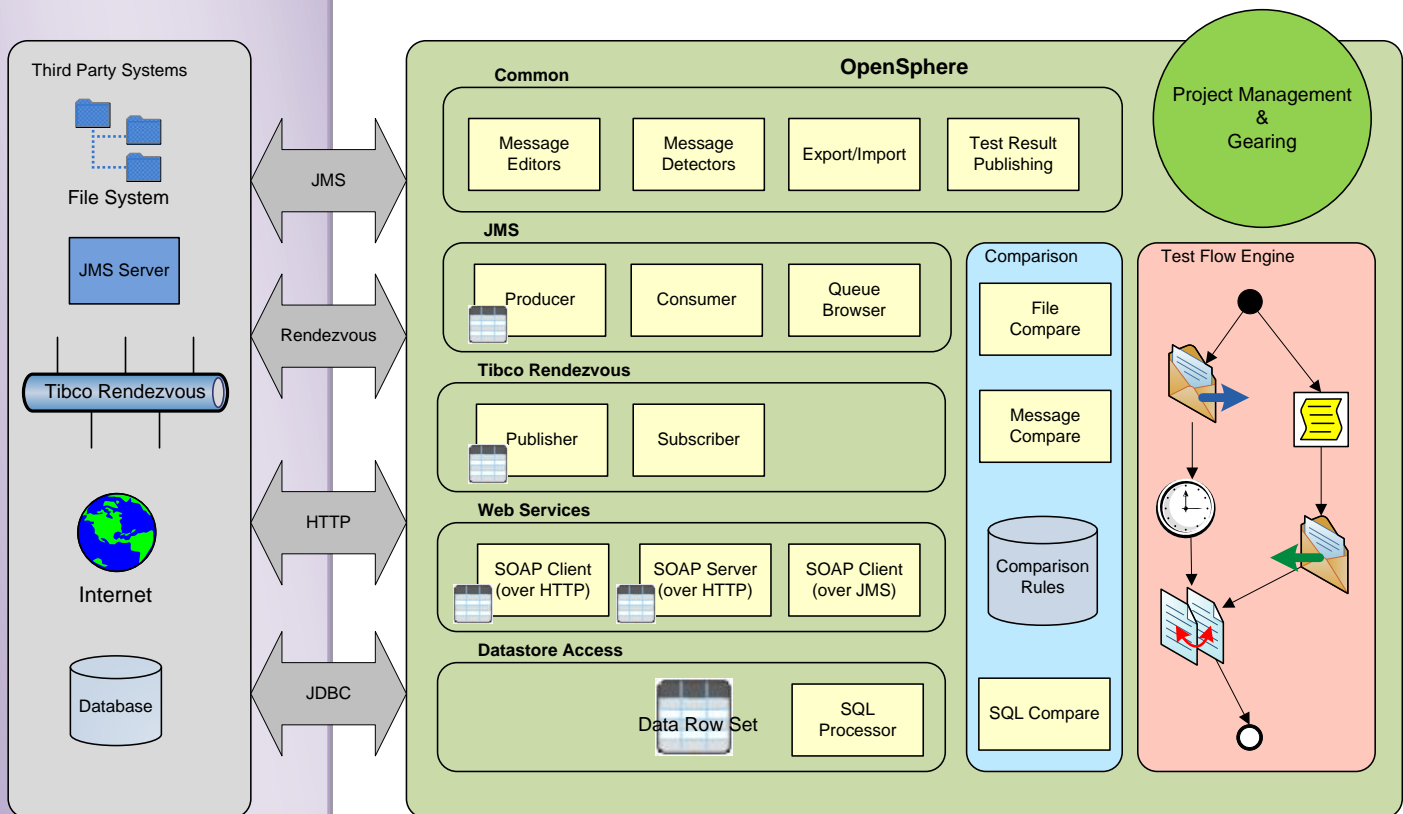 Third Party Systems
File System
JMS Server
Tibco Rendezvous
Internet
Database
JMS
Rendezvous
HTTP
JDBC
OpenSphere
Common
Message
Editors
Message
Detectors
Export/Import
Test Result
Publishing
Project Management
&
Gearing
JMS
Producer
Consumer
Queue
Browser
Tibco Rendezvous
Publisher
Subscriber
Web Services
SOAP Client
(over HTTP)
SOAP Server
(over HTTP)
SOAP Client
(over JMS)
Datastore Access
Data Row Set
SQL
Processor
Comparison
File
Compare
Message
Compare
Comparison
Rules
SQL Compare
Test Flow Engine